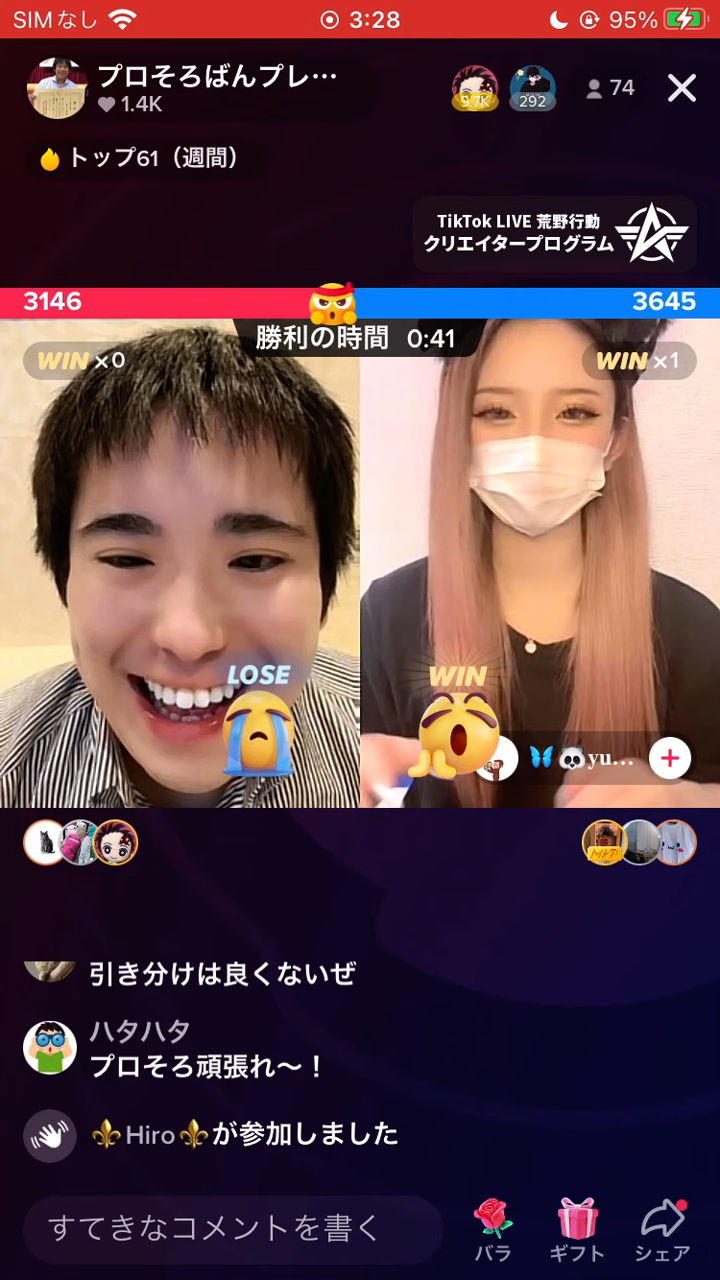 SIMなし 3:28 95%
プロそろばんプレ…
1.4K
9.7K 292 74
トップ61（週間）
TikTok LIVE 荒野行動
クリエイタープログラム
3146 3645
勝利の時間 0:41
WIN ×0 WIN ×1
LOSE WIN
yu...
引き分けは良くないぜ
ハタハタ
プロそろ頑張れ〜！
⚜️Hiro⚜️が参加しました
すてきなコメントを書く
バラ ギフト シェア